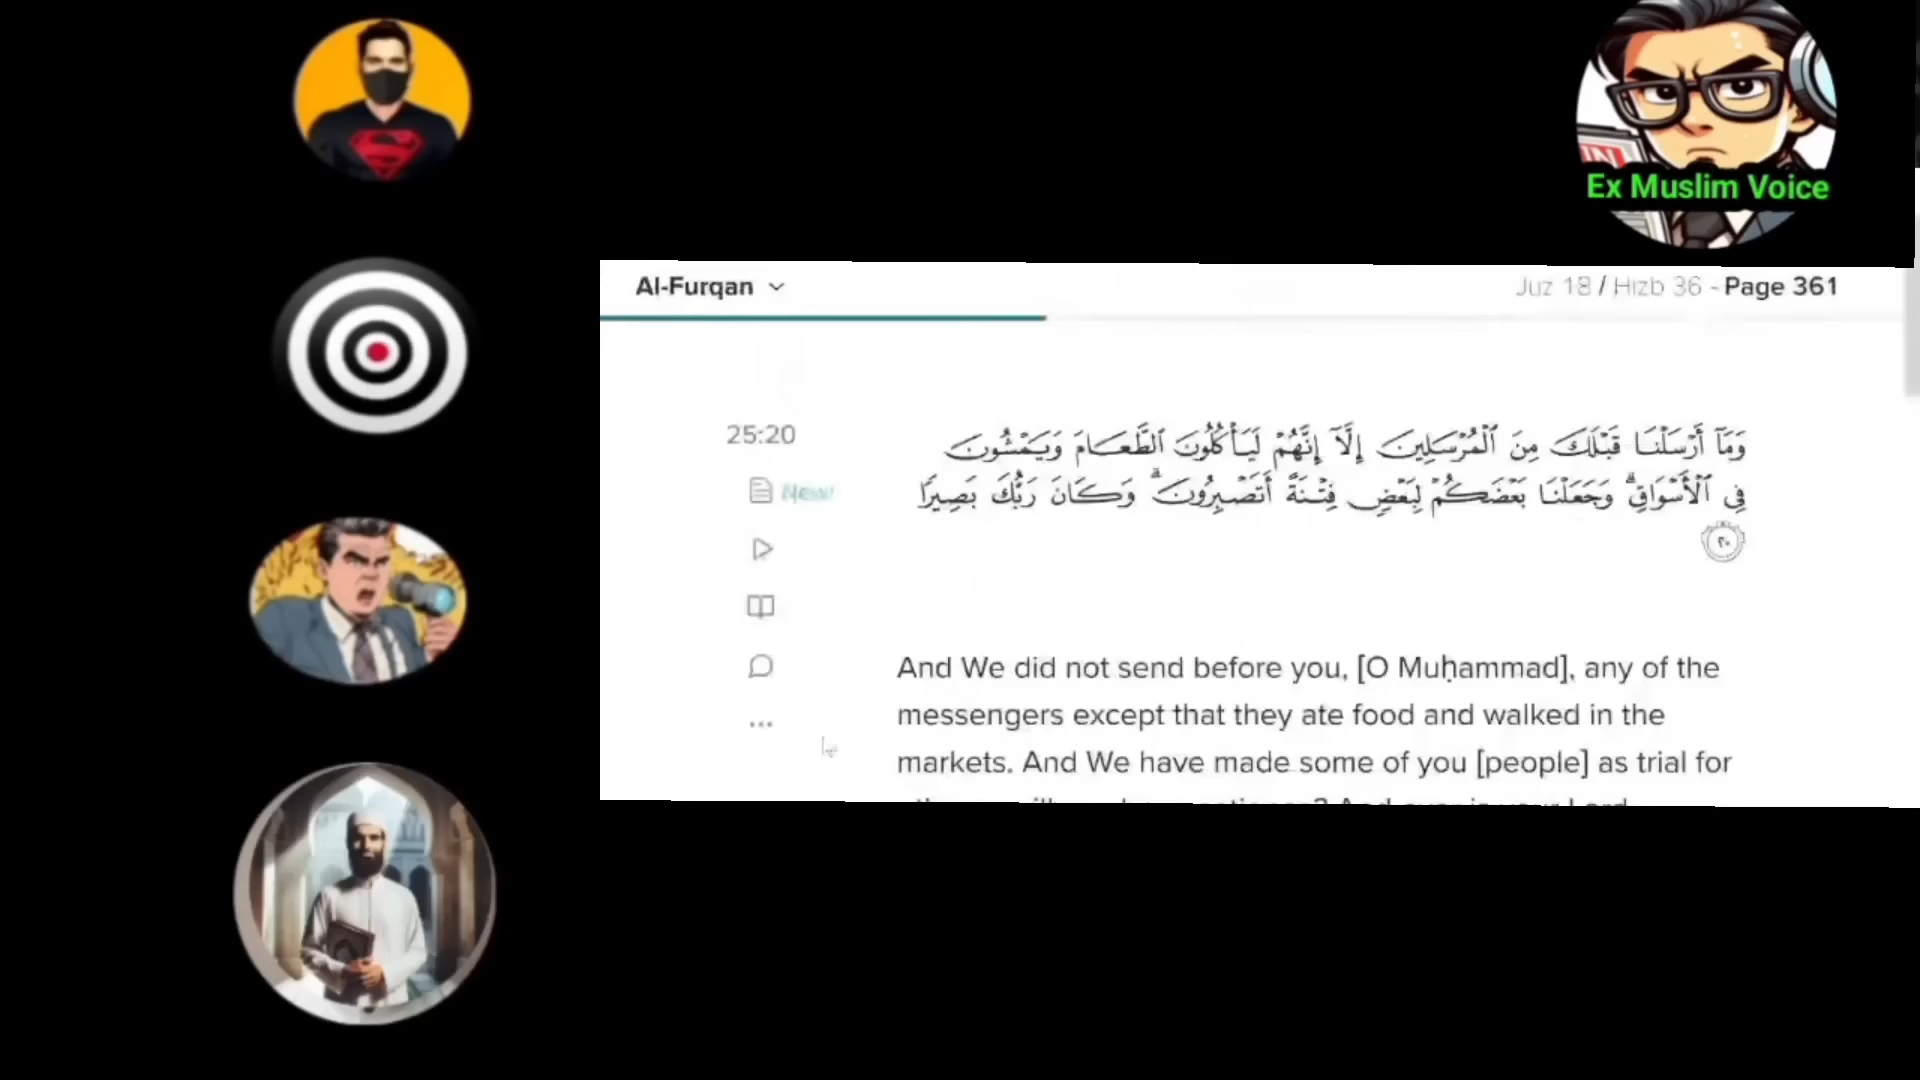 IN
Ex Muslim Voice
Al-Furqan
Juz 18 / Hizb 36 - Page 361
25:20
New!
وَمَآ أَرْسَلْنَا قَبْلَكَ مِنَ ٱلْمُرْسَلِينَ إِلَّآ إِنَّهُمْ لَيَأْكُلُونَ ٱلطَّعَامَ وَيَمْشُونَ
فِى ٱلْأَسْوَاقِ ۗ وَجَعَلْنَا بَعْضَكُمْ لِبَعْضٍ فِتْنَةً أَتَصْبِرُونَ ۗ وَكَانَ رَبُّكَ بَصِيرًا
٢٠
And We did not send before you, [O Muḥammad], any of the
messengers except that they ate food and walked in the
markets. And We have made some of you [people] as trial for